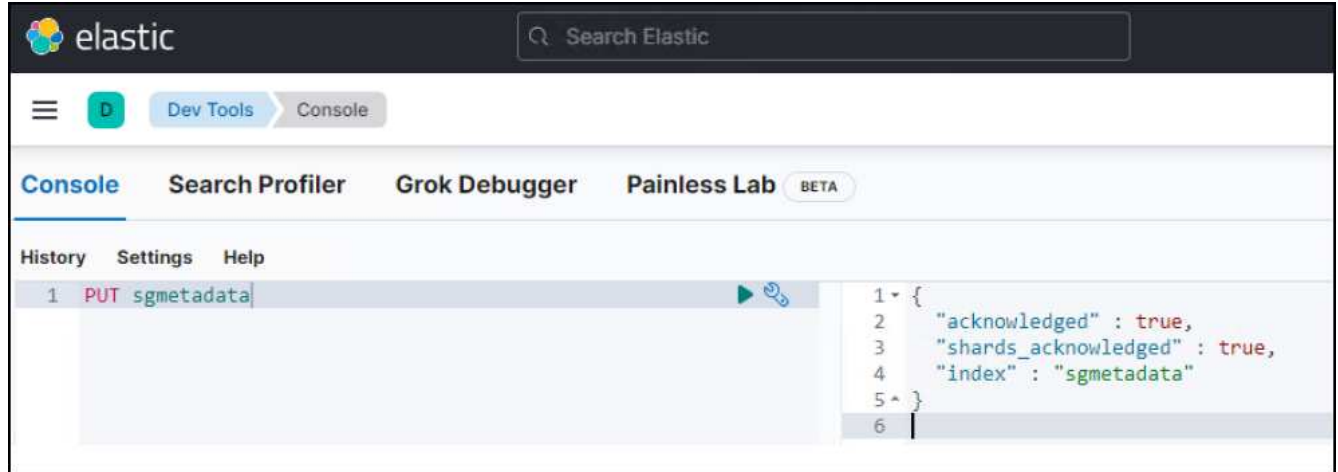 elastic
Search Elastic
D
Dev Tools
Console
Console Search Profiler Grok Debugger Painless Lab BETA
History Settings Help
1 PUT sgmetadata
1 {
2 "acknowledged" : true,
3 "shards_acknowledged" : true,
4 "index" : "sgmetadata"
5 }
6